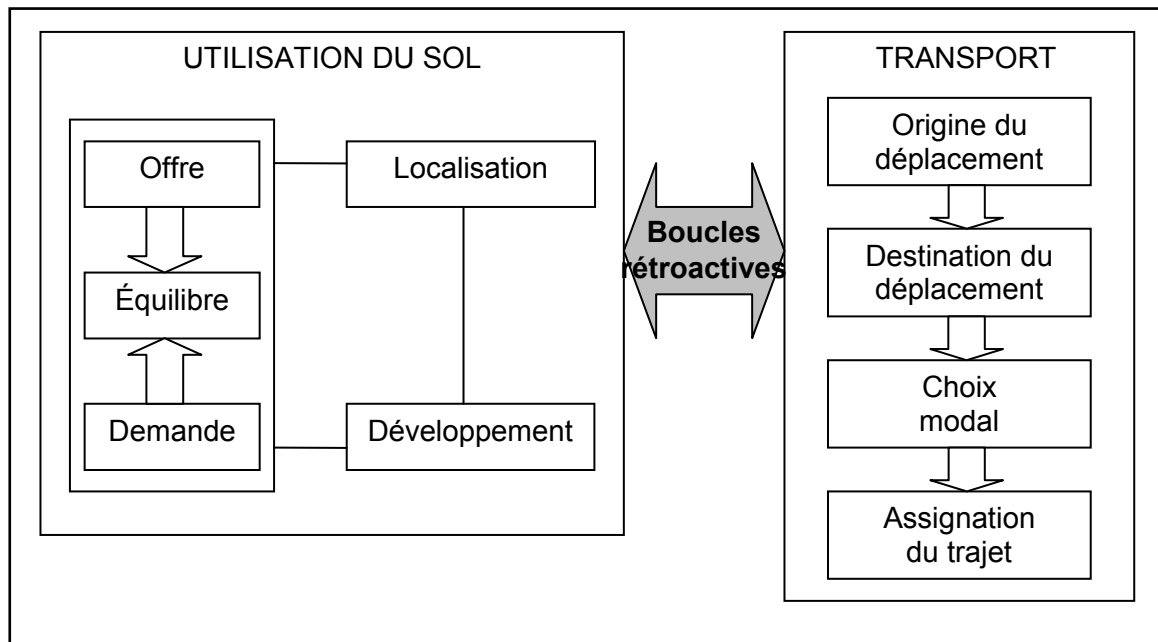 UTILISATION DU SOL
Offre
Localisation
Équilibre
Demande
Développement
Boucles
rétroactives
TRANSPORT
Origine du
déplacement
Destination du
déplacement
Choix
modal
Assignation
du trajet